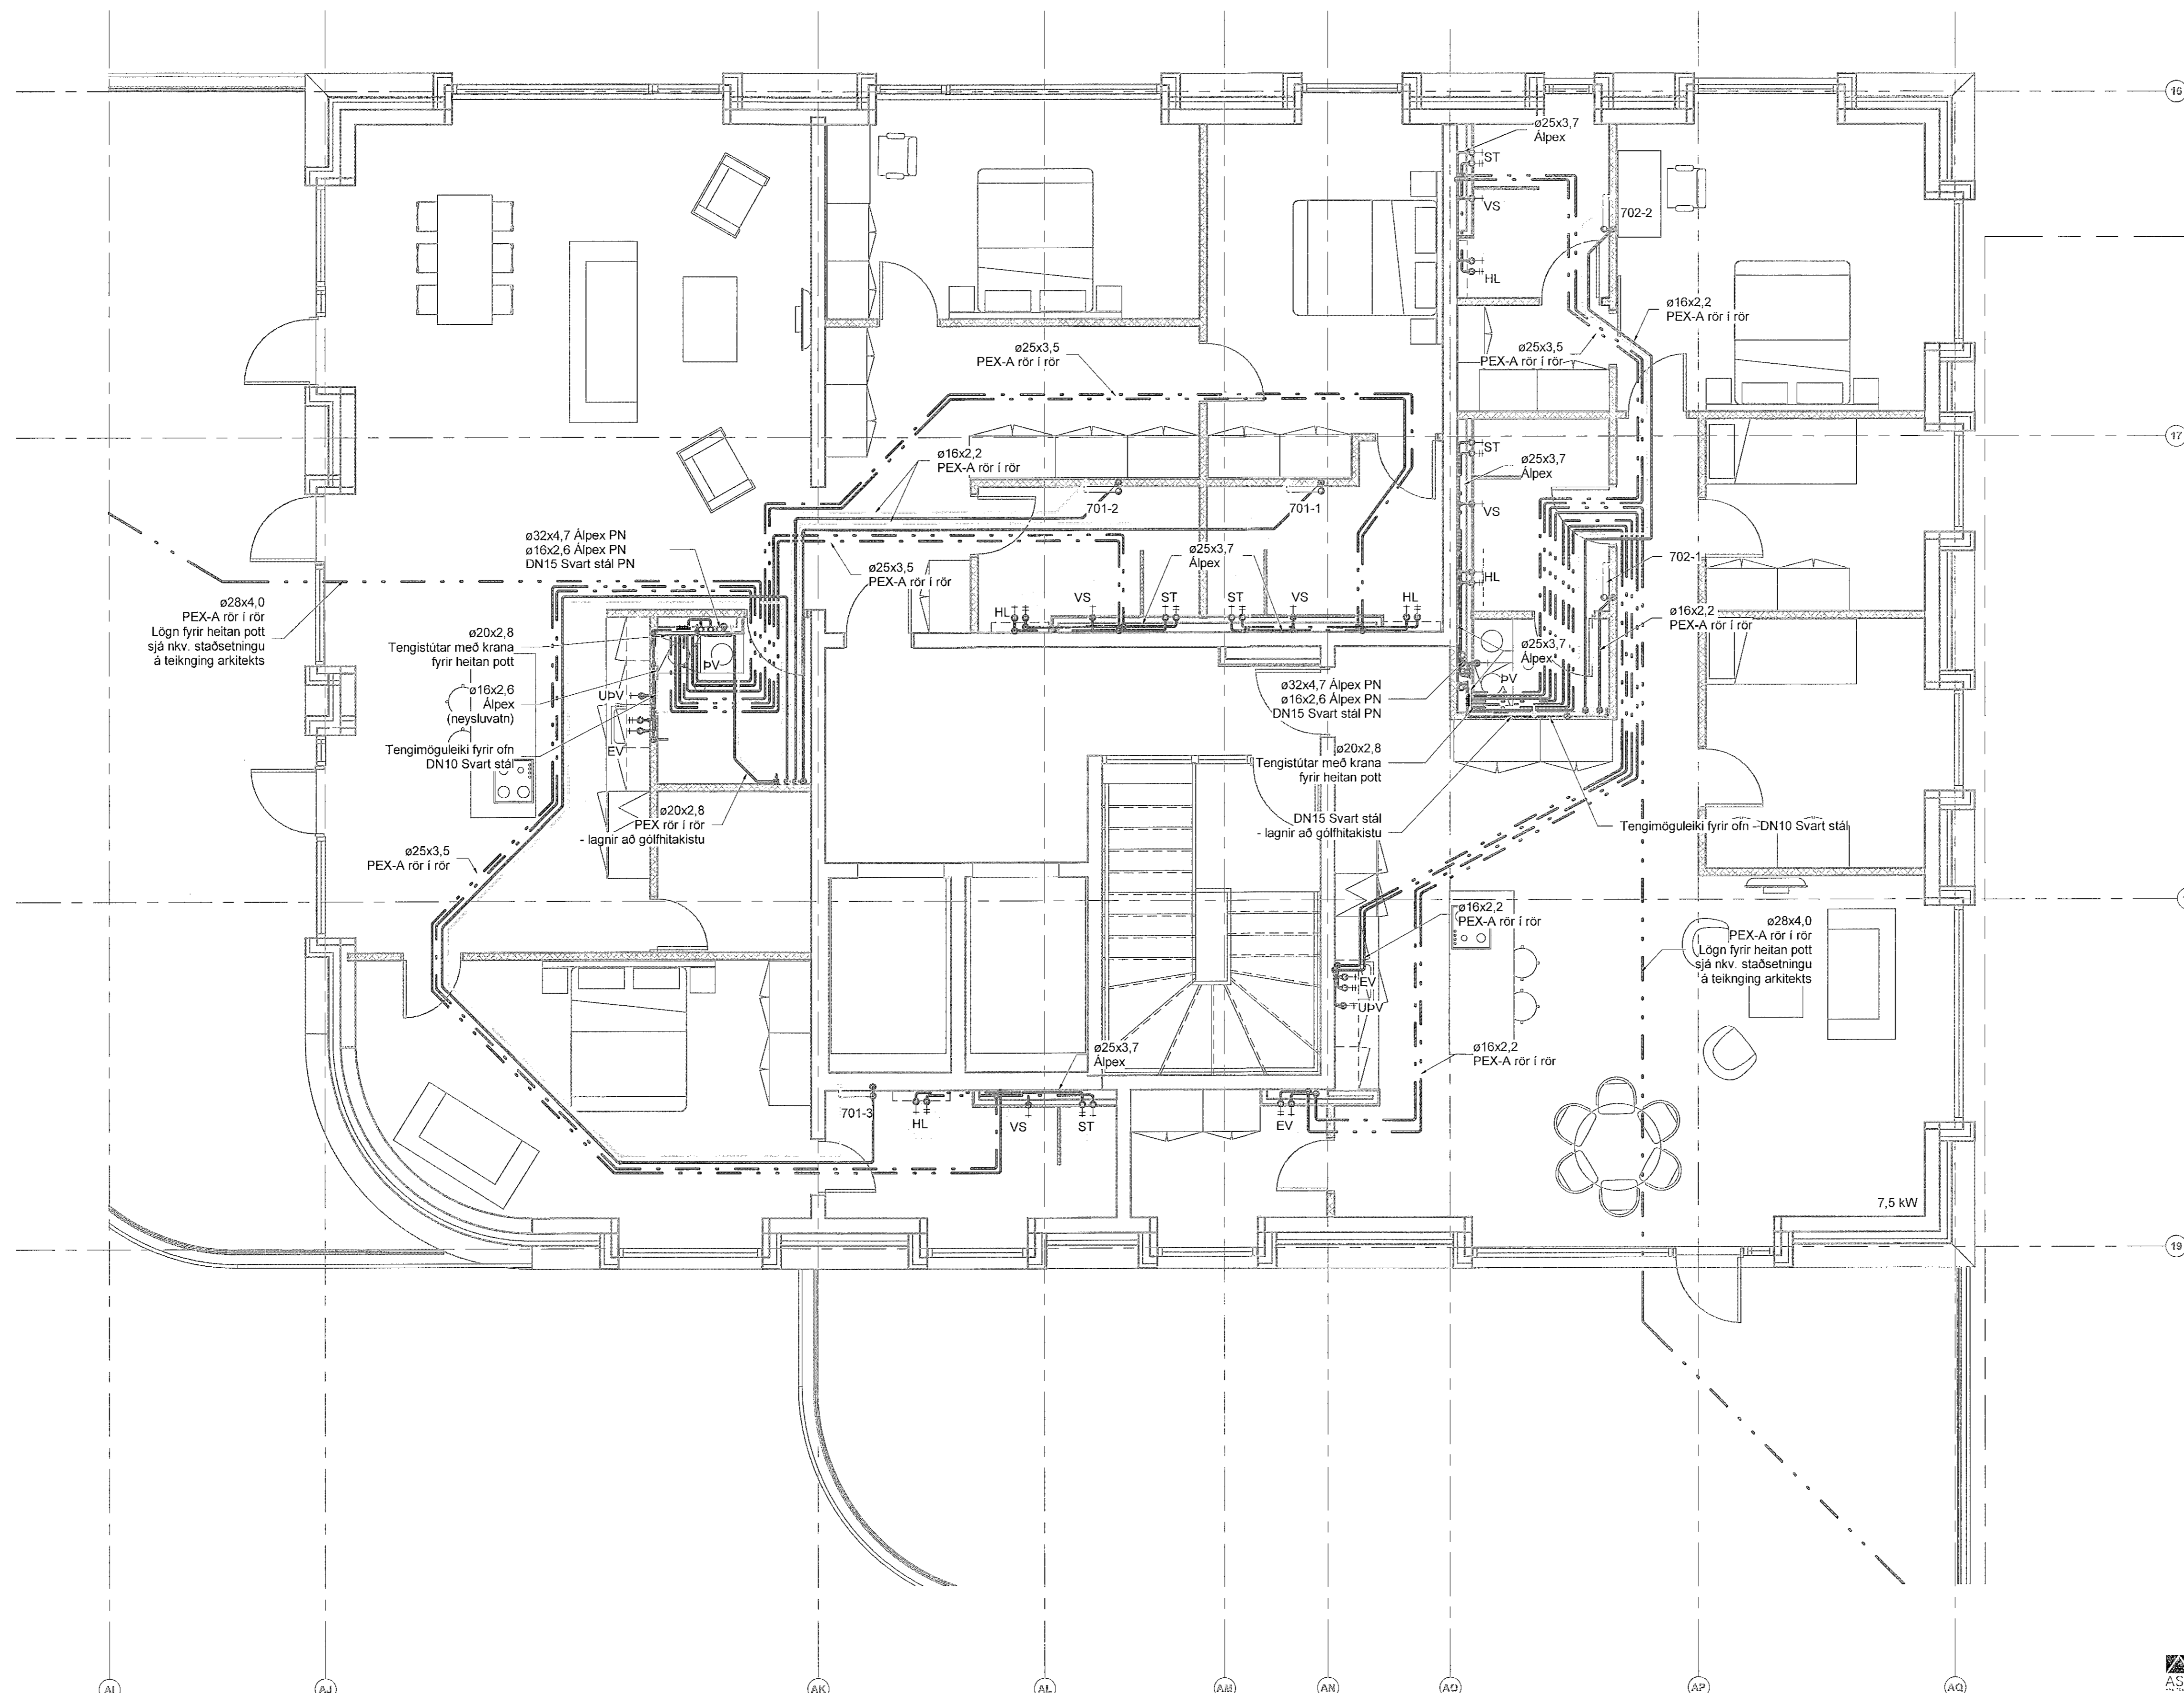 16
ø25x3,7
Álpex
ST
VS
702-2
HL
ø16x2,2
PEX-A rör í rör
ø25x3,5
PEX-A rör í rör
ø25x3,5
PEX-A rör í rör
17
ST
ø25x3,7
Álpex
VS
HL
702-1
ø16x2,2
PEX-A rör í rör
ø25x3,7
Álpex
ÞV
ø16x2,2
PEX-A rör í rör
701-2
701-1
ø32x4,7 Álpex PN
ø16x2,6 Álpex PN
DN15 Svart stál PN
ø25x3,5
PEX-A rör í rör
ø25x3,7
Álpex
HL
VS
ST
ST
VS
HL
ø28x4,0
PEX-A rör í rör
Lögn fyrir heitan pott
sjá nkv. staðsetningu
á teiknging arkitekts
ø20x2,8
Tengistútar með krana
fyrir heitan pott
ÞV
UÞV
ø16x2,6
Álpex
(neysluvatn)
EV
Tengimöguleiki fyrir ofn
DN10 Svart stál
ø32x4,7 Álpex PN
ø16x2,6 Álpex PN
DN15 Svart stál PN
ø20x2,8
Tengistútar með krana
fyrir heitan pott
DN15 Svart stál
- lagnir að gólfhitakistu
Tengimöguleiki fyrir ofn - DN10 Svart stál
ø20x2,8
PEX rör í rör
- lagnir að gólfhitakistu
ø25x3,5
PEX-A rör í rör
ø16x2,2
PEX-A rör í rör
ø28x4,0
PEX-A rör í rör
Lögn fyrir heitan pott
sjá nkv. staðsetningu
á teiknging arkitekts
EV
UÞV
ø25x3,7
Álpex
ø16x2,2
PEX-A rör í rör
701-3
HL
VS
ST
EV
7,5 kW
19
AI
AJ
AK
AL
AM
AN
AO
AP
AQ